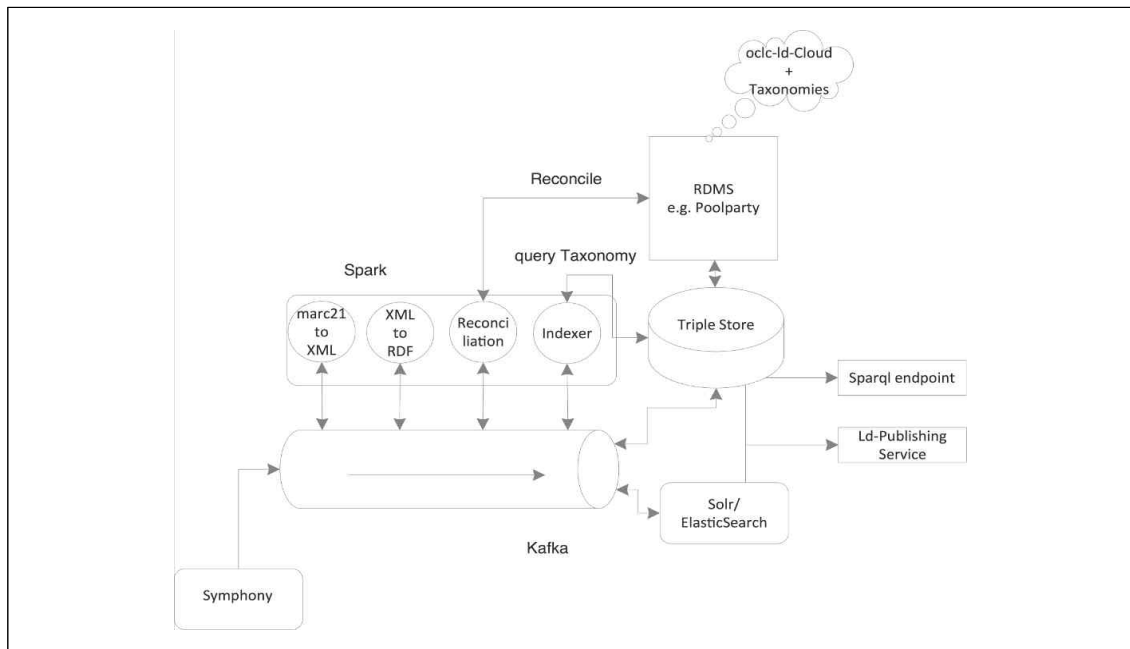 oclc-ld-Cloud
+
Taxonomies
Reconcile
RDMS
e.g. Poolparty
query Taxonomy
Spark
marc21
to
XML
XML
to
RDF
Reconci
liation
Indexer
Triple Store
Sparql endpoint
Ld-Publishing
Service
Solr/
ElasticSearch
Kafka
Symphony